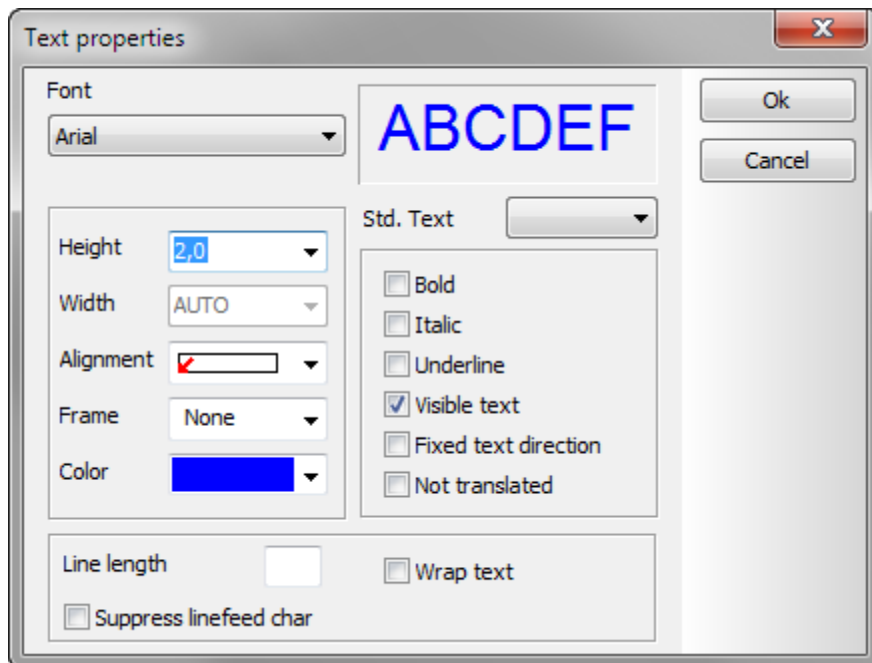 Text properties
Font
Arial
ABCDEF
Ok
Cancel
Std. Text
Height
2,0
Width
AUTO
Alignment
Frame
None
Color
Bold
Italic
Underline
Visible text
Fixed text direction
Not translated
Line length
Wrap text
Suppress linefeed char